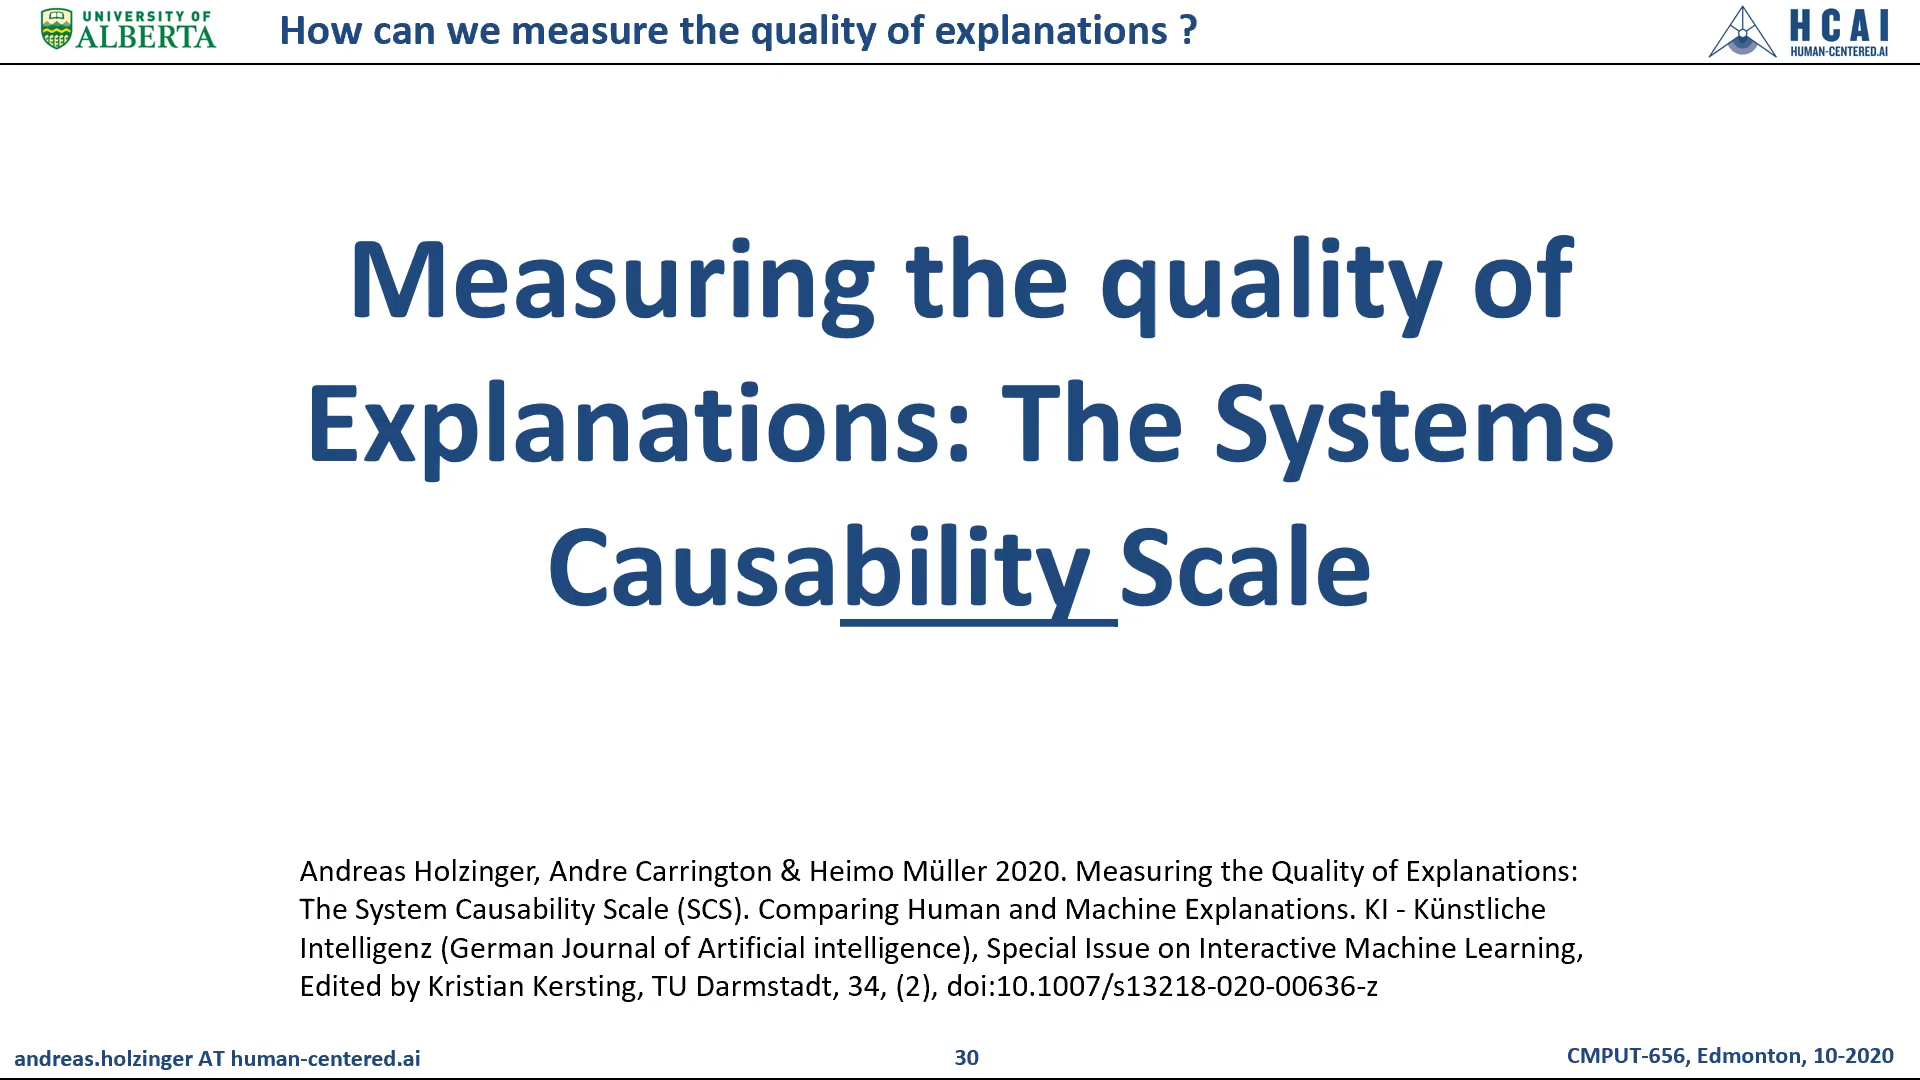 UNIVERSITY OF
ALBERTA
How can we measure the quality of explanations ?
HCAI
HUMAN-CENTERED.AI
Measuring the quality of
Explanations: The Systems
Causability Scale
Andreas Holzinger, Andre Carrington & Heimo Müller 2020. Measuring the Quality of Explanations:
The System Causability Scale (SCS). Comparing Human and Machine Explanations. KI - Künstliche
Intelligenz (German Journal of Artificial intelligence), Special Issue on Interactive Machine Learning,
Edited by Kristian Kersting, TU Darmstadt, 34, (2), doi:10.1007/s13218-020-00636-z
andreas.holzinger AT human-centered.ai
30
CMPUT-656, Edmonton, 10-2020